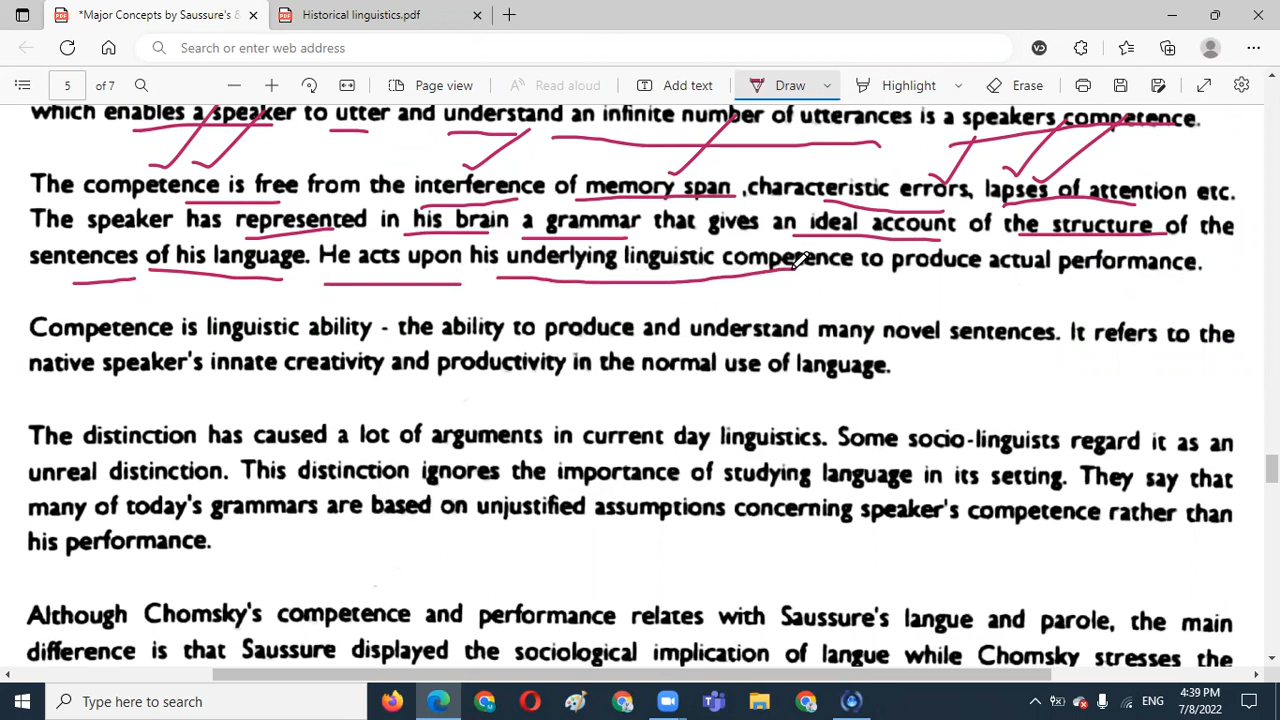 *Major Concepts by Saussure's 8
Historical linguistics.pdf
Search or enter web address
5 of 7
Page view
Read aloud
Add text
Draw
Highlight
Erase
which enables a speaker to utter and understand an infinite number of utterances is a speakers competence.
The competence is free from the interference of memory span ,characteristic errors, lapses of attention etc.
The speaker has represented in his brain a grammar that gives an ideal account of the structure of the
sentences of his language. He acts upon his underlying linguistic competence to produce actual performance.
Competence is linguistic ability - the ability to produce and understand many novel sentences. It refers to the
native speaker's innate creativity and productivity in the normal use of language.
The distinction has caused a lot of arguments in current day linguistics. Some socio-linguists regard it as an
unreal distinction. This distinction ignores the importance of studying language in its setting. They say that
many of today's grammars are based on unjustified assumptions concerning speaker's competence rather than
his performance.
Although Chomsky's competence and performance relates with Saussure's langue and parole, the main
difference is that Saussure displayed the sociological implication of langue while Chomsky stresses the
Type here to search
ENG
4:39 PM
7/8/2022